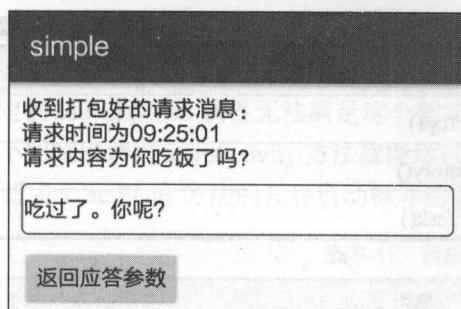 simple
收到打包好的请求消息：
请求时间为09:25:01
请求内容为你吃饭了吗?
吃过了。你呢?
返回应答参数